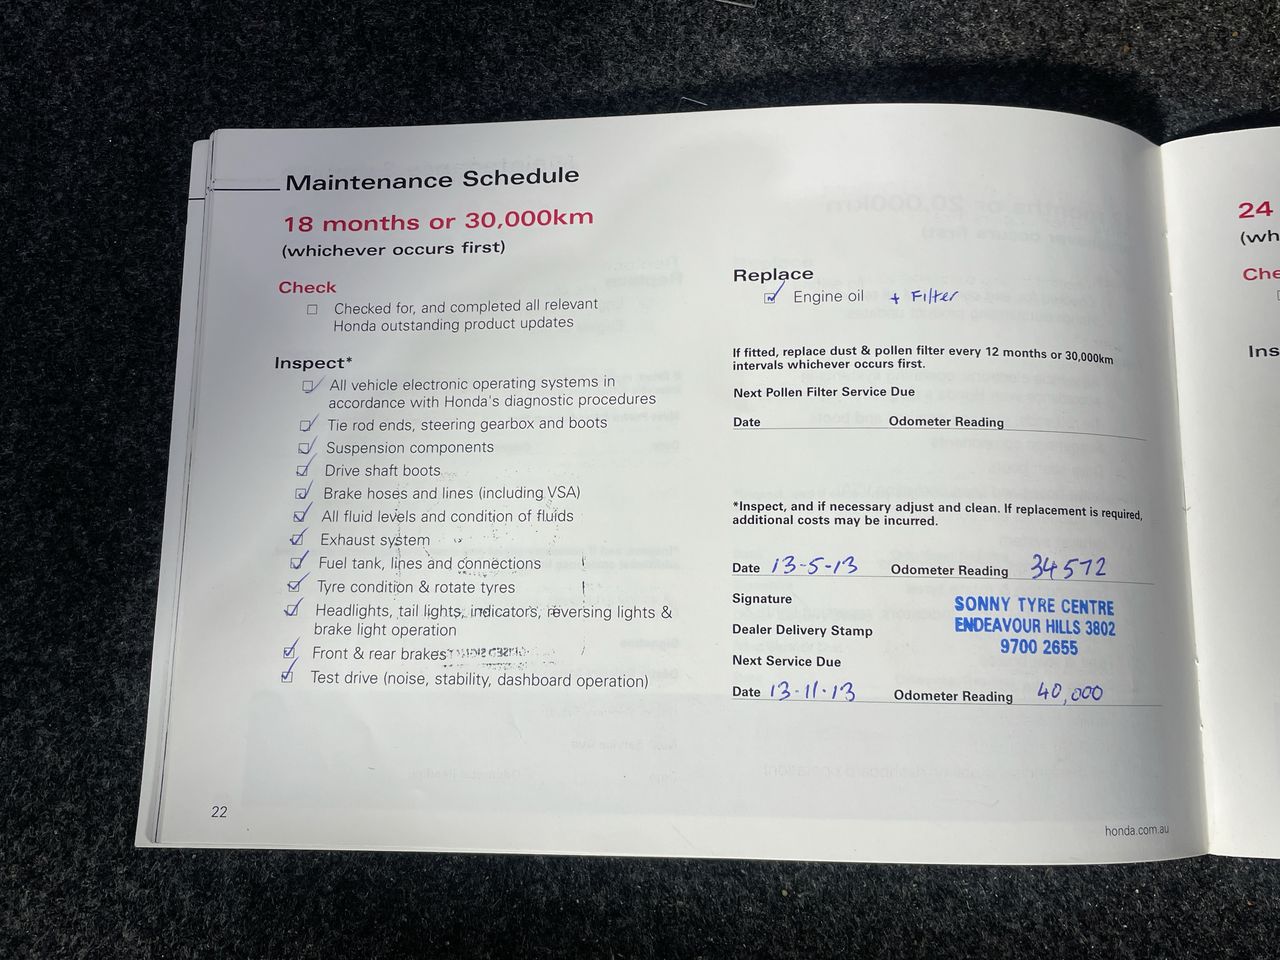 Maintenance Schedule
18 months or 30,000km
(whichever occurs first)
Check
Checked for, and completed all relevant
Honda outstanding product updates
Inspect*
All vehicle electronic operating systems in
accordance with Honda's diagnostic procedures
Tie rod ends, steering gearbox and boots
Suspension components
Drive shaft boots
Brake hoses and lines (including VSA)
All fluid levels and condition of fluids
Exhaust system
Fuel tank, lines and connections
Tyre condition & rotate tyres
Headlights, tail lights, indicators, reversing lights &
brake light operation
Front & rear brakes
Test drive (noise, stability, dashboard operation)
22
Replace
Engine oil + Filter
If fitted, replace dust & pollen filter every 12 months or 30,000km
intervals whichever occurs first.
Next Pollen Filter Service Due
Date Odometer Reading
*Inspect, and if necessary adjust and clean. If replacement is required,
additional costs may be incurred.
Date 13-5-13 Odometer Reading 34572
Signature
SONNY TYRE CENTRE
ENDEAVOUR HILLS 3802
9700 2655
Dealer Delivery Stamp
Next Service Due
Date 13-11-13 Odometer Reading 40,000
honda.com.au
24
(wh
Che
Ins